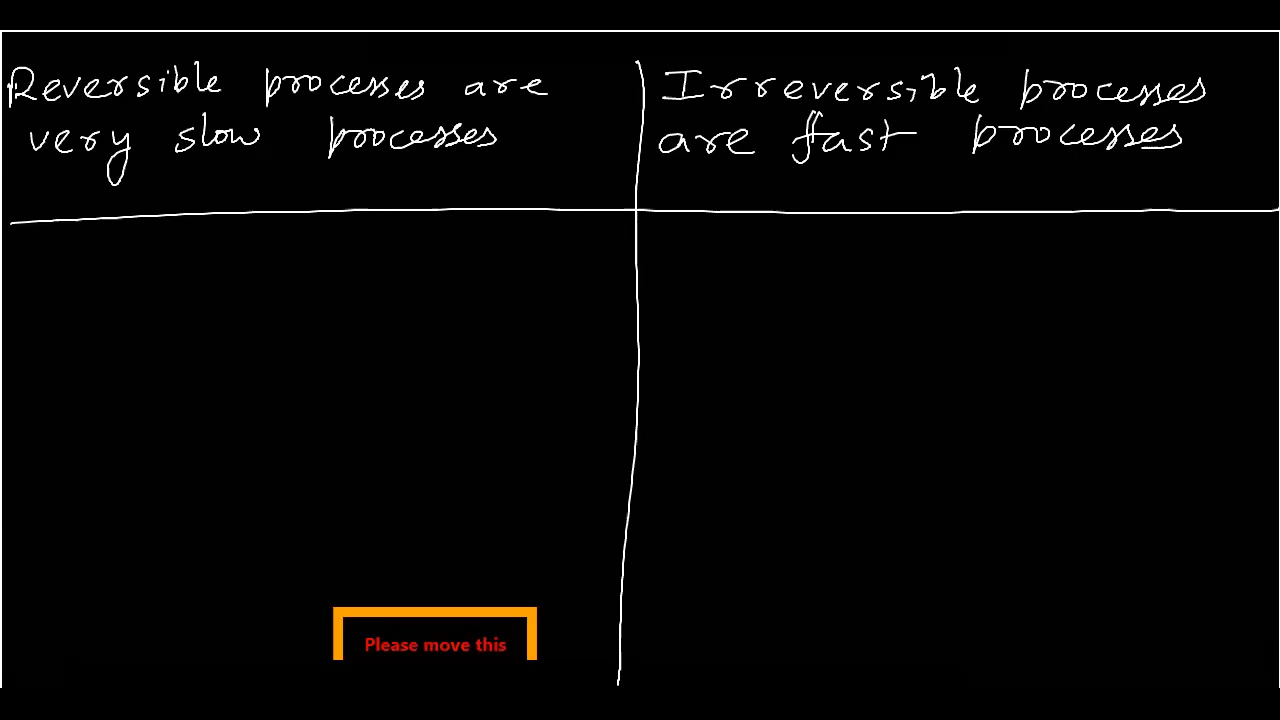 Reversible processes are
very slow processes
Irreversible processes
are fast processes
Please move this